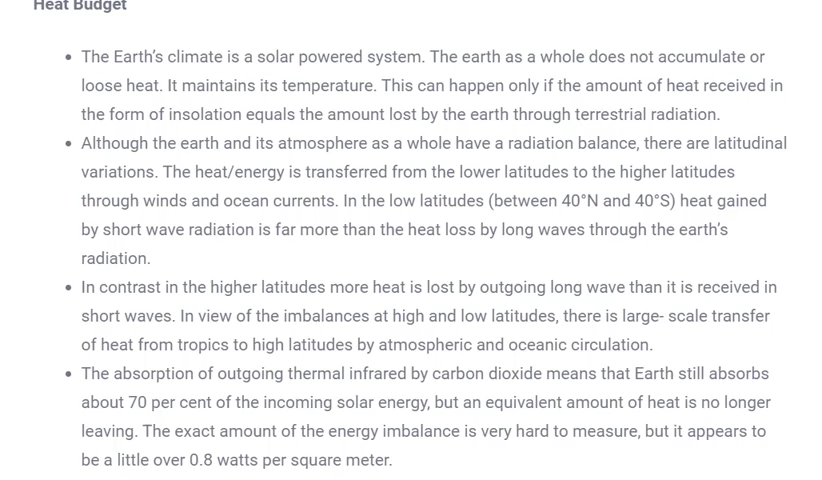 Heat Budget
• The Earth's climate is a solar powered system. The earth as a whole does not accumulate or
loose heat. It maintains its temperature. This can happen only if the amount of heat received in
the form of insolation equals the amount lost by the earth through terrestrial radiation.
• Although the earth and its atmosphere as a whole have a radiation balance, there are latitudinal
variations. The heat/energy is transferred from the lower latitudes to the higher latitudes
through winds and ocean currents. In the low latitudes (between 40°N and 40°S) heat gained
by short wave radiation is far more than the heat loss by long waves through the earth's
radiation.
• In contrast in the higher latitudes more heat is lost by outgoing long wave than it is received in
short waves. In view of the imbalances at high and low latitudes, there is large- scale transfer
of heat from tropics to high latitudes by atmospheric and oceanic circulation.
• The absorption of outgoing thermal infrared by carbon dioxide means that Earth still absorbs
about 70 per cent of the incoming solar energy, but an equivalent amount of heat is no longer
leaving. The exact amount of the energy imbalance is very hard to measure, but it appears to
be a little over 0.8 watts per square meter.